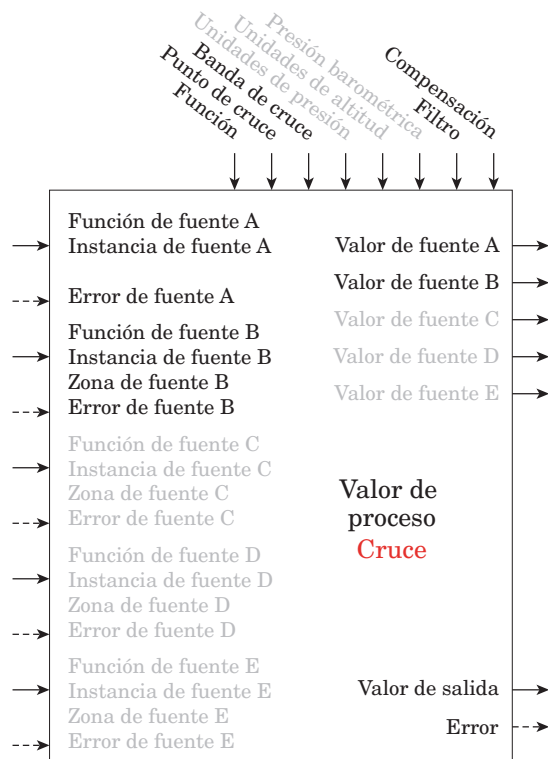 Función
Punto de cruce
Banda de cruce
Unidades de presión
Unidades de altitud
Presión barométrica
Filtro
Compensación
Función de fuente A
Instancia de fuente A
Error de fuente A
Función de fuente B
Instancia de fuente B
Zona de fuente B
Error de fuente B
Función de fuente C
Instancia de fuente C
Zona de fuente C
Error de fuente C
Función de fuente D
Instancia de fuente D
Zona de fuente D
Error de fuente D
Función de fuente E
Instancia de fuente E
Zona de fuente E
Error de fuente E
Valor de fuente A
Valor de fuente B
Valor de fuente C
Valor de fuente D
Valor de fuente E
Valor de
proceso
Cruce
Valor de salida
Error